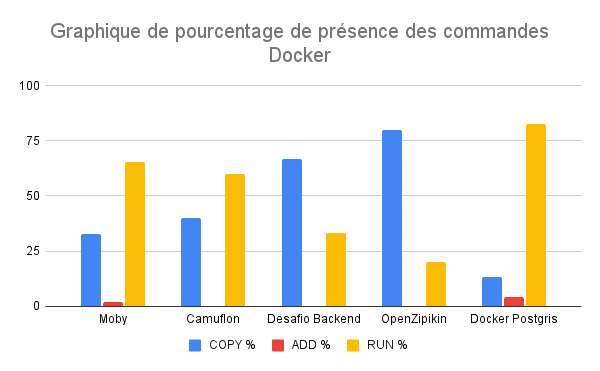 Graphique de pourcentage de présence des commandes
Docker
100
75
50
25
0
Moby Camuflon Desafio Backend OpenZipikin Docker Postgris
COPY % ADD % RUN %